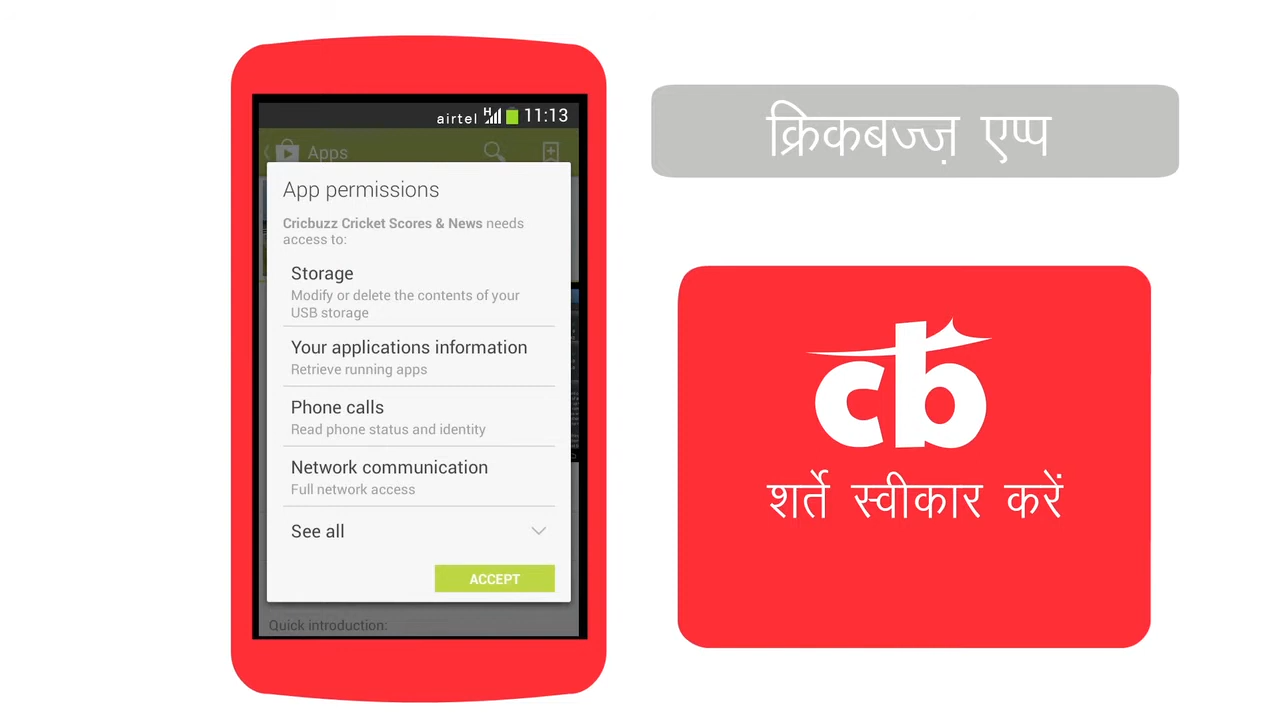 airtel H 11:13
Apps
App permissions
Cricbuzz Cricket Scores & News needs
access to:
Storage
Modify or delete the contents of your
USB storage
Your applications information
Retrieve running apps
Phone calls
Read phone status and identity
Network communication
Full network access
See all
ACCEPT
Quick introduction:
क्रिकबज्ज़ एप्प
cb
शर्ते स्वीकार करें